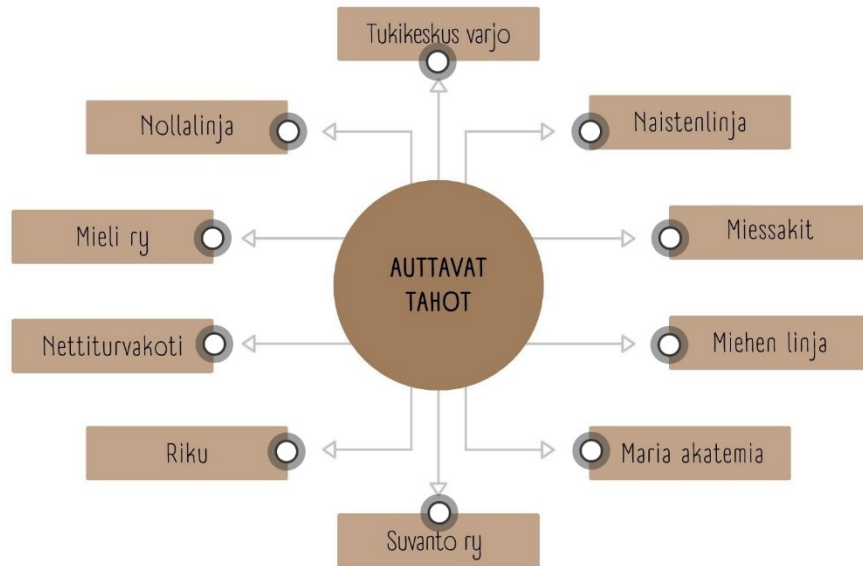 Tukikeskus varjo
Nollalinja
Naistenlinja
Mieli ry
Miessakit
AUTTAVAT
TAHOT
Nettiturvakoti
Miehen linja
Riku
Maria akatemia
Suvanto ry